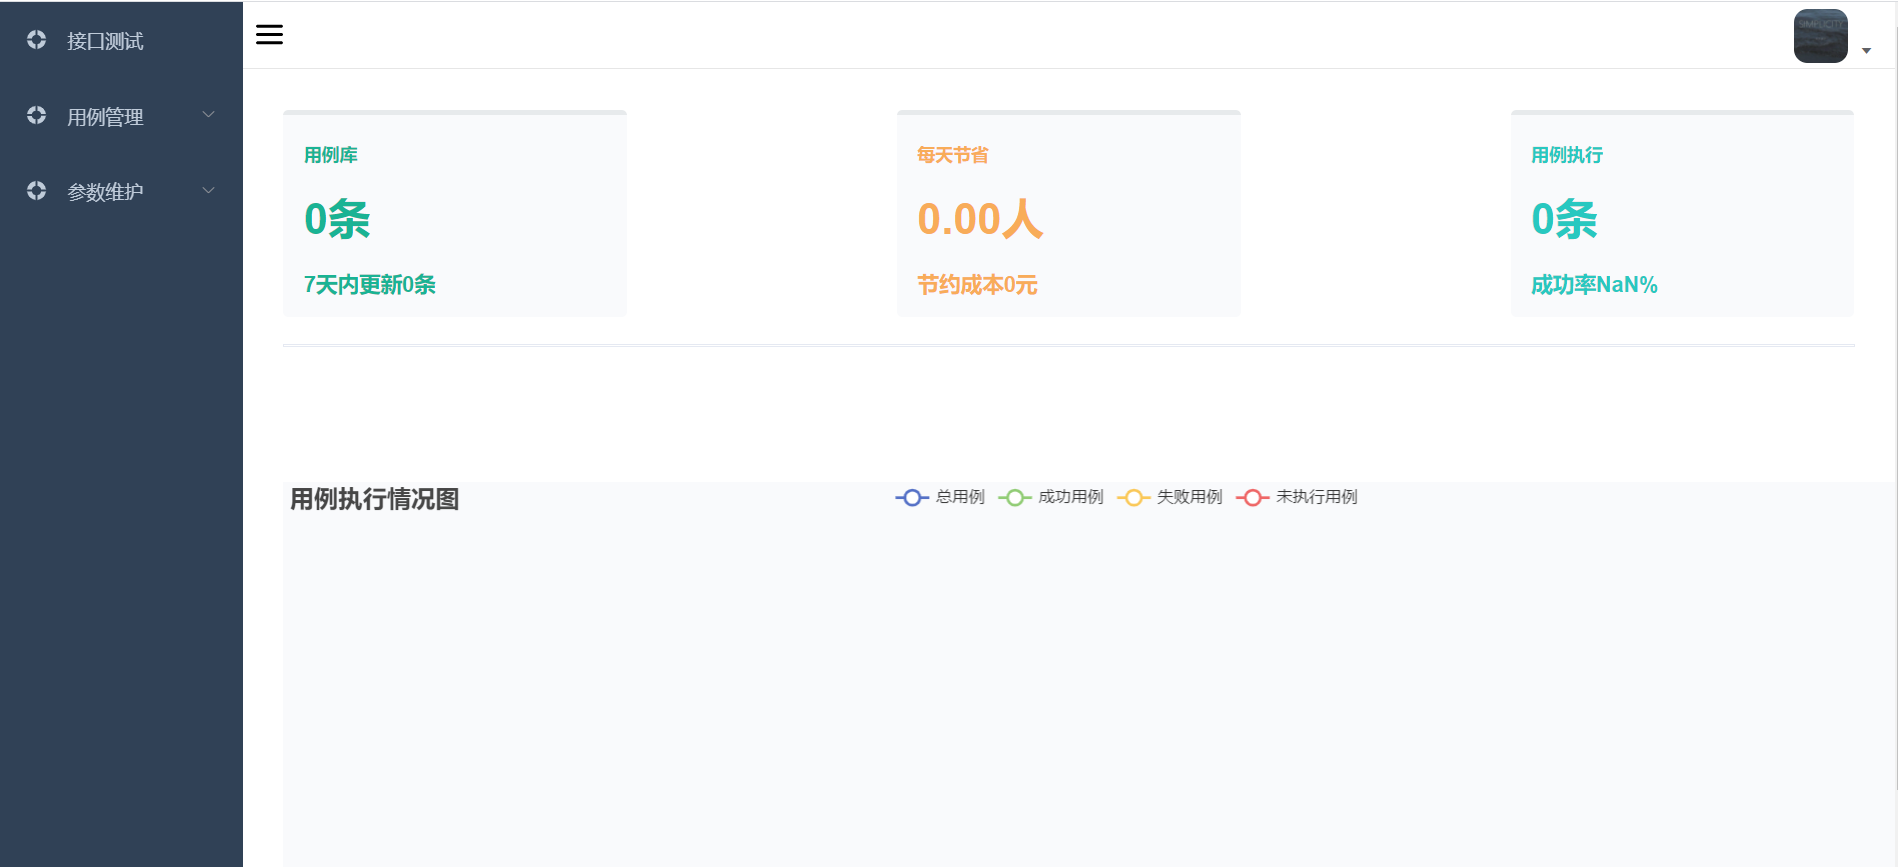 接口测试
用例管理
参数维护
SIMPLICITY
用例库
0条
7天内更新0条
每天节省
0.00人
节约成本0元
用例执行
0条
成功率NaN%
用例执行情况图
总用例
成功用例
失败用例
未执行用例